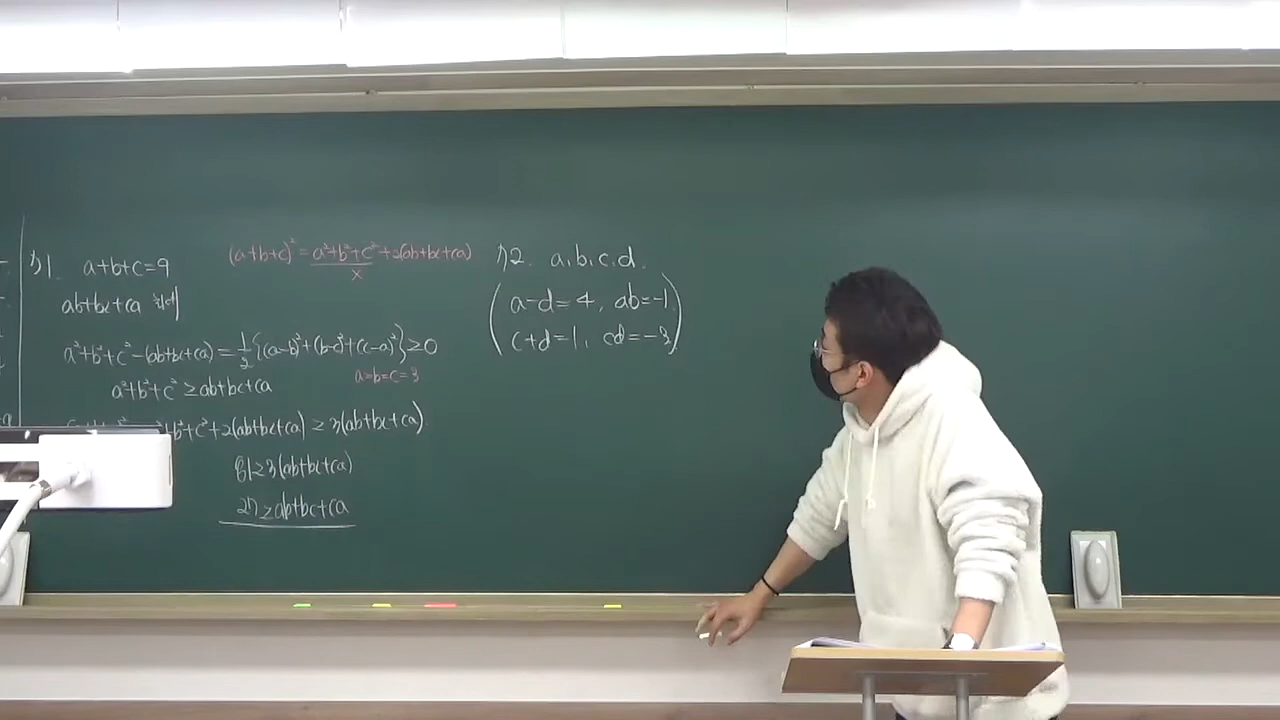 71. a+b+c=9
(a+b+c)²=a²+b²+c²+2(ab+bc+ca)
x
ab+bc+ca 최대
a²+b²+c²-(ab+bc+ca)=1/2{(a-b)²+(b-c)²+(c-a)²}≥0
a=b=c=3
a²+b²+c²≥ab+bc+ca
+b²+c²+2(ab+bc+ca)≥3(ab+bc+ca)
81≥3(ab+bc+ca)
27≥ab+bc+ca
72. a,b,c,d.
a-d=4, ab=-1
c+d=1, cd=-3